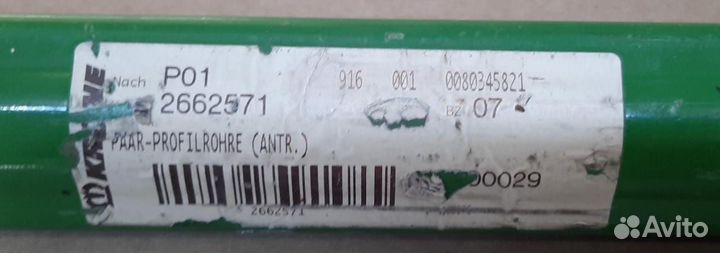 Nach P01 916 001 0080345821
2662571 BZ 07
PAAR-PROFILROHRE (ANTR.)
00029
2662571
KRONE
Avito